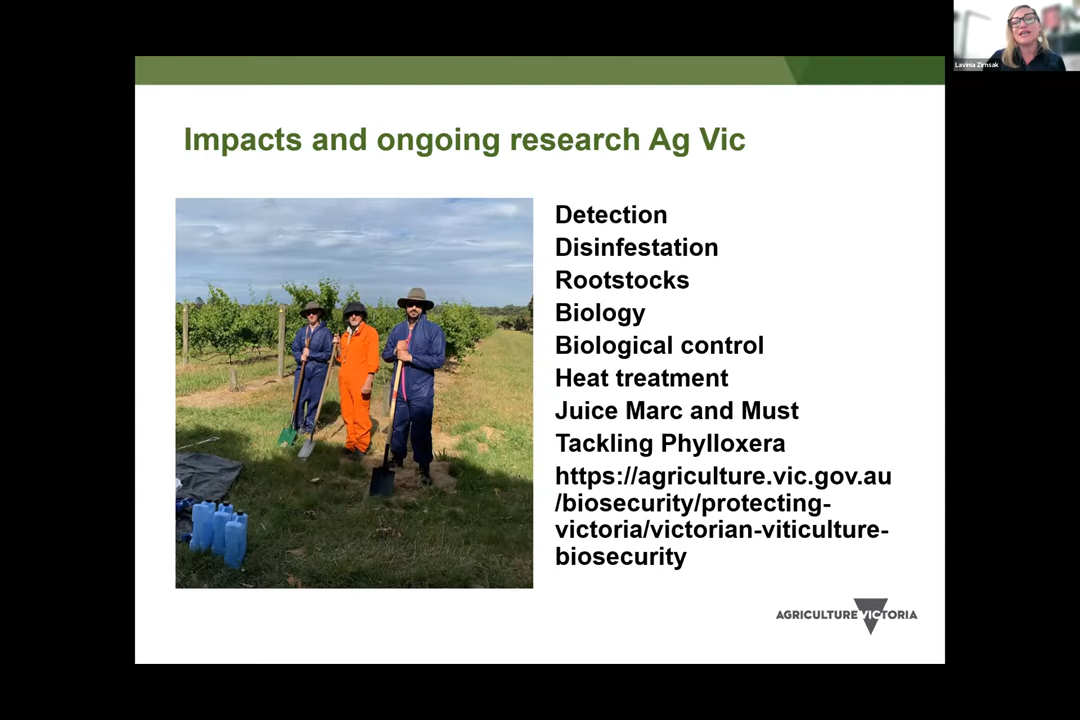 Lavinia Zirnsak
Impacts and ongoing research Ag Vic
Detection
Disinfestation
Rootstocks
Biology
Biological control
Heat treatment
Juice Marc and Must
Tackling Phylloxera
https://agriculture.vic.gov.au
/biosecurity/protecting-
victoria/victorian-viticulture-
biosecurity
AGRICULTURE VICTORIA